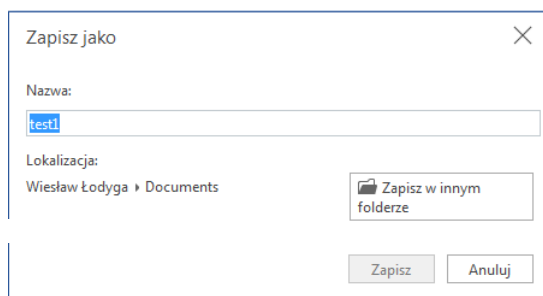 Zapisz jako
Nazwa:
test1
Lokalizacja:
Wiesław Łodyga ▸ Documents
Zapisz w innym
folderze
Zapisz
Anuluj